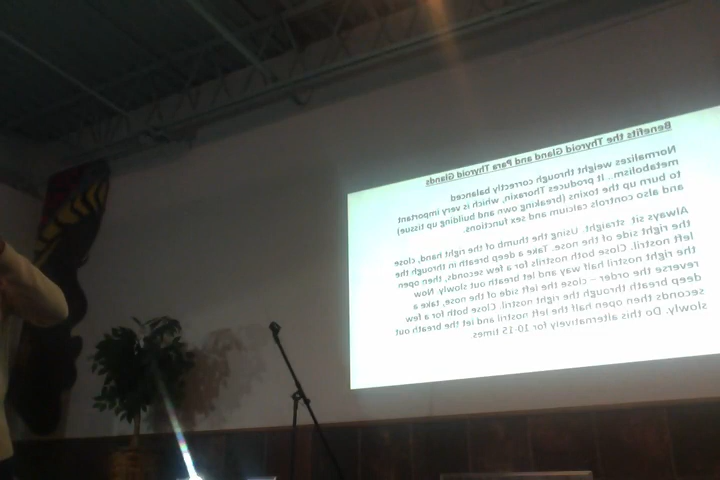 Benefits the Thyroid Gland and Para Thyroid Glands
Normalizes weight through correctly balanced
metabolism.. It produces Thoraxin, which is very important
to burn up the toxins (breaking own and building up tissue)
and also controls calcium and sex functions.
Always sit straight. Using the thumb of the right hand, close
the right side of the nose. Take a deep breath in through the
left nostril. Close both nostrils for a few seconds, then open
the right nostril half way and let breath out slowly. Now
reverse the order – close the left side of the nose, take a
deep breath through the right nostril. Close both for a few
seconds then open half the left nostril and let the breath out
slowly. Do this alternatively for 10-15 times